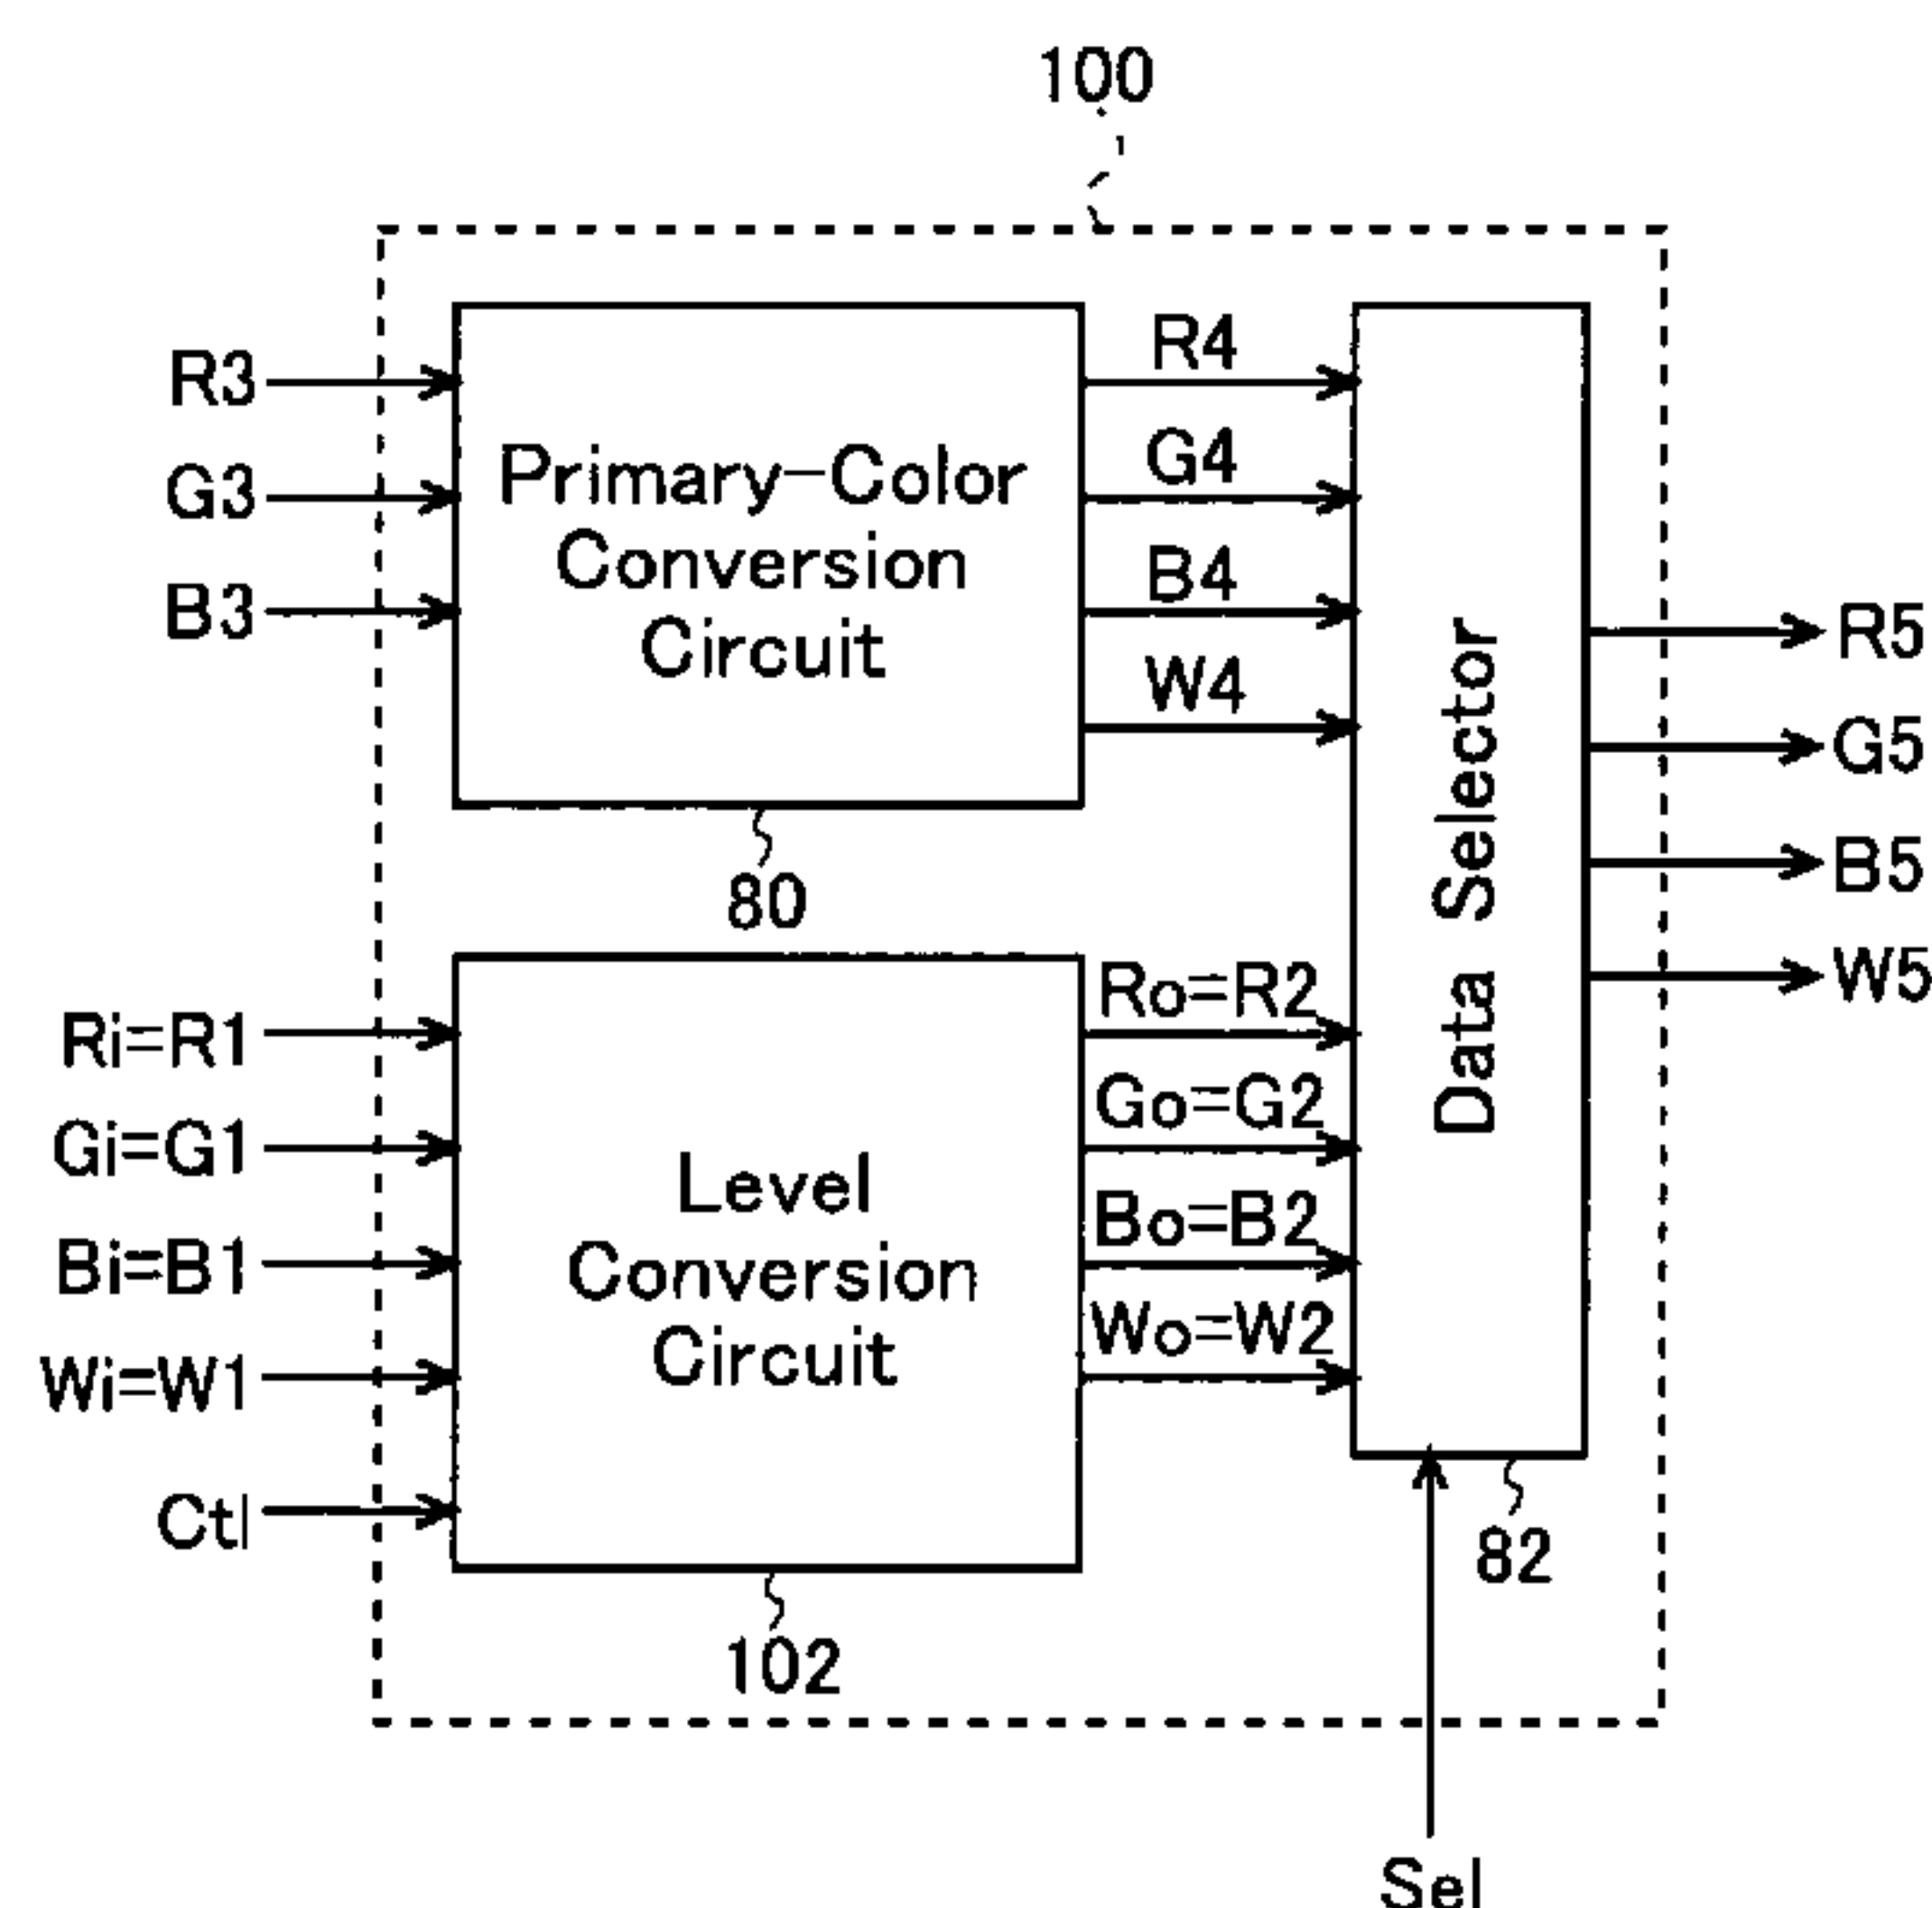 100
R3
G3
B3
Primary-Color
Conversion
Circuit
R4
G4
B4
W4
80
Ri=R1
Gi=G1
Bi=B1
Wi=W1
Ctl
Level
Conversion
Circuit
Ro=R2
Go=G2
Bo=B2
Wo=W2
102
Data Selector
82
Sel
R5
G5
B5
W5